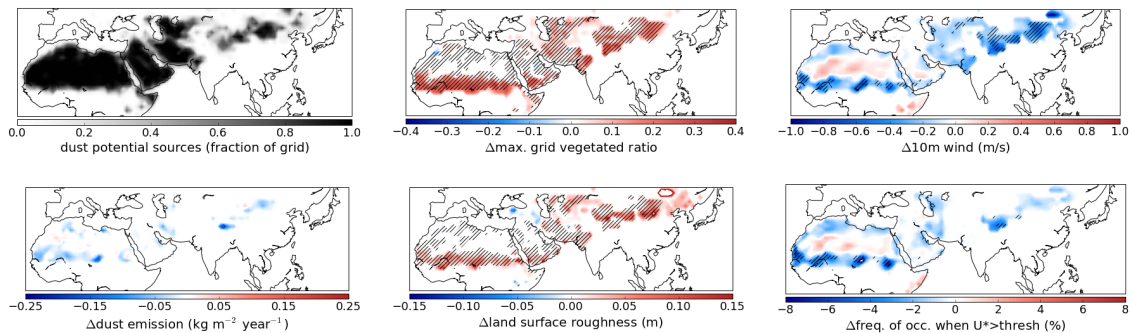 0.0 0.2 0.4 0.6 0.8 1.0
dust potential sources (fraction of grid)
−0.4 −0.3 −0.2 −0.1 0.0 0.1 0.2 0.3 0.4
Δmax. grid vegetated ratio
−1.0 −0.8 −0.6 −0.4 −0.2 0.0 0.2 0.4 0.6 0.8 1.0
Δ10m wind (m/s)
−0.25 −0.15 −0.05 0.05 0.15 0.25
Δdust emission (kg m⁻² year⁻¹)
−0.15 −0.10 −0.05 0.00 0.05 0.10 0.15
Δland surface roughness (m)
−8 −6 −4 −2 0 2 4 6 8
Δfreq. of occ. when U*>thresh (%)